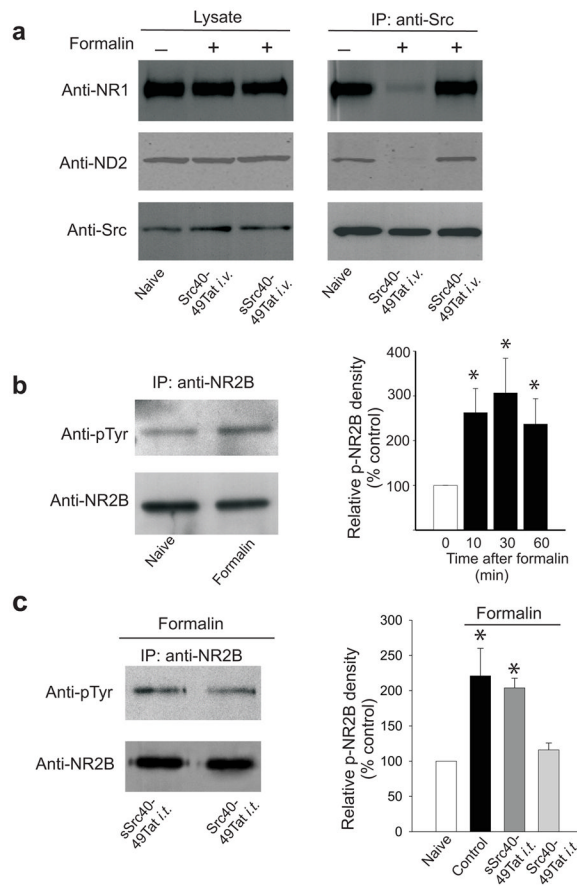 a
Lysate
IP: anti-Src
Formalin – + + – + +
Anti-NR1
Anti-ND2
Anti-Src
Naive
Src40-
49Tat i.v.
sSrc40-
49Tat i.v.
Naive
Src40-
49Tat i.v.
sSrc40-
49Tat i.v.
b
IP: anti-NR2B
Anti-pTyr
Anti-NR2B
Naive
Formalin
Relative p-NR2B density
(% control)
400
300
200
100
* * *
0 10 30 60
Time after formalin
(min)
c
Formalin
IP: anti-NR2B
Anti-pTyr
Anti-NR2B
sSrc40-
49Tat i.t.
Src40-
49Tat i.t.
Relative p-NR2B density
(% control)
300
250
200
150
100
50
0
Formalin
* *
Naive
Control
sSrc40-
49Tat i.t.
Src40-
49Tat i.t.